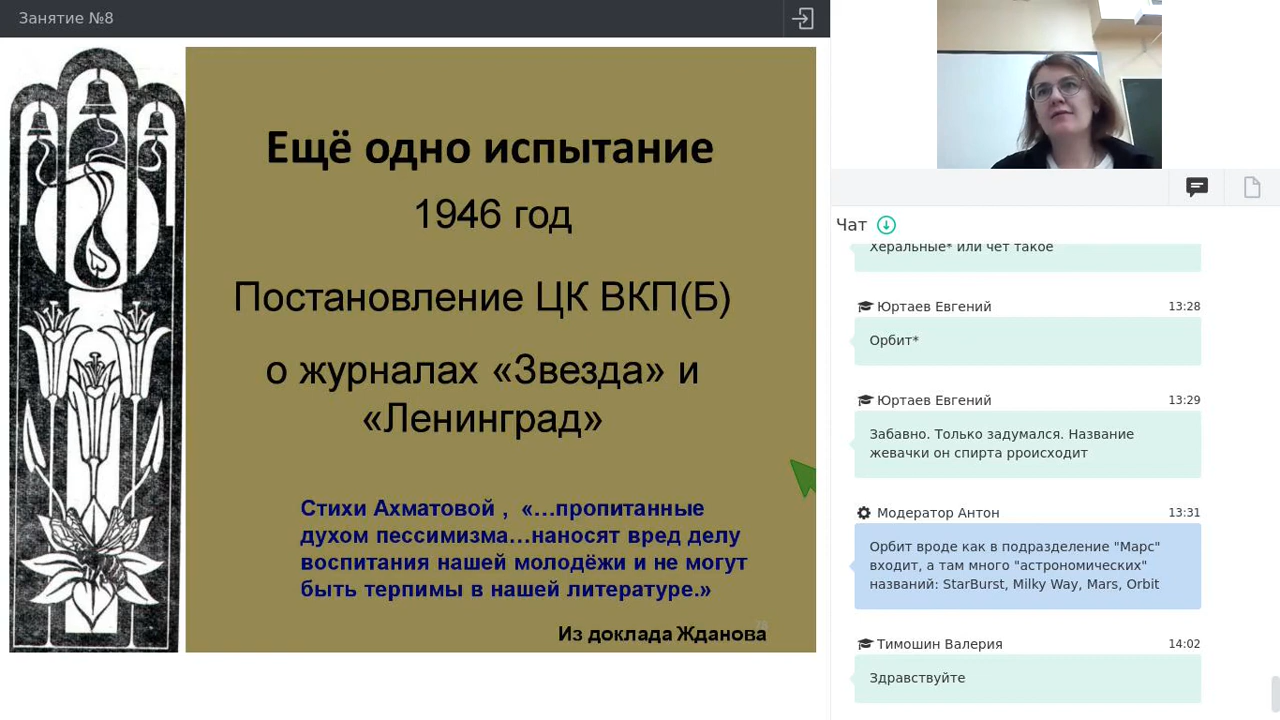 Занятие №8
Ещё одно испытание
1946 год
Постановление ЦК ВКП(Б)
о журналах «Звезда» и
«Ленинград»
Стихи Ахматовой , «…пропитанные
духом пессимизма…наносят вред делу
воспитания нашей молодёжи и не могут
быть терпимы в нашей литературе.»
Из доклада Жданова
28
Чат
Херальные* или чет такое
Юртаев Евгений 13:28
Орбит*
Юртаев Евгений 13:29
Забавно. Только задумался. Название
жевачки он спирта рроисходит
Модератор Антон 13:31
Орбит вроде как в подразделение "Марс"
входит, а там много "астрономических"
названий: StarBurst, Milky Way, Mars, Orbit
Тимошин Валерия 14:02
Здравствуйте